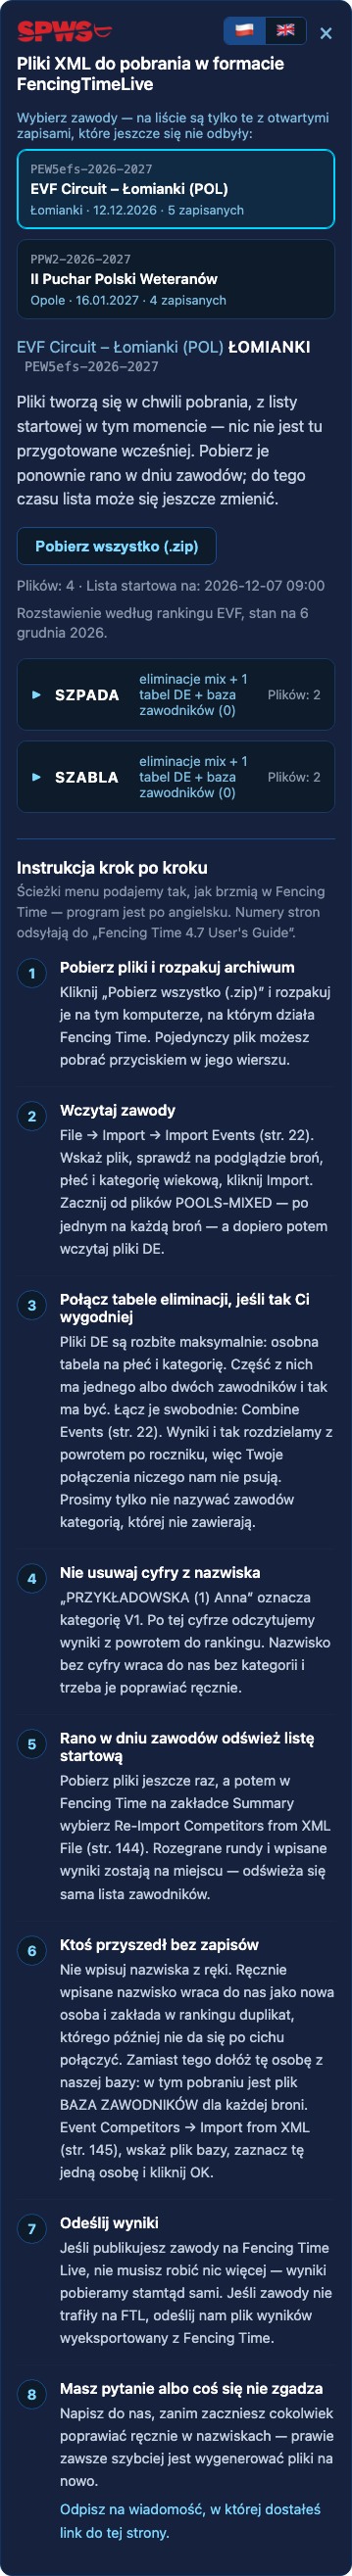 SPWS
×
Pliki XML do pobrania w formacie
FencingTimeLive
Wybierz zawody — na liście są tylko te z otwartymi
zapisami, które jeszcze się nie odbyły:
PEW5efs-2026-2027
EVF Circuit – Łomianki (POL)
Łomianki · 12.12.2026 · 5 zapisanych
PPW2-2026-2027
II Puchar Polski Weteranów
Opole · 16.01.2027 · 4 zapisanych
EVF Circuit – Łomianki (POL) ŁOMIANKI
PEW5efs-2026-2027
Pliki tworzą się w chwili pobrania, z listy
startowej w tym momencie — nic nie jest tu
przygotowane wcześniej. Pobierz je
ponownie rano w dniu zawodów; do tego
czasu lista może się jeszcze zmienić.
Pobierz wszystko (.zip)
Plików: 4 · Lista startowa na: 2026-12-07 09:00
Rozstawienie według rankingu EVF, stan na 6
grudnia 2026.
▶ SZPADA
eliminacje mix + 1
tabel DE + baza
zawodników (0)
Plików: 2
▶ SZABLA
eliminacje mix + 1
tabel DE + baza
zawodników (0)
Plików: 2
Instrukcja krok po kroku
Ścieżki menu podajemy tak, jak brzmią w Fencing
Time — program jest po angielsku. Numery stron
odsyłają do „Fencing Time 4.7 User's Guide”.
1
Pobierz pliki i rozpakuj archiwum
Kliknij „Pobierz wszystko (.zip)” i rozpakuj
je na tym komputerze, na którym działa
Fencing Time. Pojedynczy plik możesz
pobrać przyciskiem w jego wierszu.
2
Wczytaj zawody
File → Import → Import Events (str. 22).
Wskaż plik, sprawdź na podglądzie broń,
płeć i kategorię wiekową, kliknij Import.
Zacznij od plików POOLS-MIXED — po
jednym na każdą broń — a dopiero potem
wczytaj pliki DE.
3
Połącz tabele eliminacji, jeśli tak Ci
wygodniej
Pliki DE są rozbite maksymalnie: osobna
tabela na płeć i kategorię. Część z nich
ma jednego albo dwóch zawodników i tak
ma być. Łącz je swobodnie: Combine
Events (str. 22). Wyniki i tak rozdzielamy z
powrotem po roczniku, więc Twoje
połączenia niczego nam nie psują.
Prosimy tylko nie nazywać zawodów
kategorią, której nie zawierają.
4
Nie usuwaj cyfry z nazwiska
„PRZYKŁADOWSKA (1) Anna” oznacza
kategorię V1. Po tej cyfrze odczytujemy
wyniki z powrotem do rankingu. Nazwisko
bez cyfry wraca do nas bez kategorii i
trzeba je poprawiać ręcznie.
5
Rano w dniu zawodów odśwież listę
startową
Pobierz pliki jeszcze raz, a potem w
Fencing Time na zakładce Summary
wybierz Re-Import Competitors from XML
File (str. 144). Rozegrane rundy i wpisane
wyniki zostają na miejscu — odświeża się
sama lista zawodników.
6
Ktoś przyszedł bez zapisów
Nie wpisuj nazwiska z ręki. Ręcznie
wpisane nazwisko wraca do nas jako nowa
osoba i zakłada w rankingu duplikat,
którego później nie da się po cichu
połączyć. Zamiast tego dołóż tę osobę z
naszej bazy: w tym pobraniu jest plik
BAZA ZAWODNIKÓW dla każdej broni.
Event Competitors → Import from XML
(str. 145), wskaż plik bazy, zaznacz tę
jedną osobę i kliknij OK.
7
Odeślij wyniki
Jeśli publikujesz zawody na Fencing Time
Live, nie musisz robić nic więcej — wyniki
pobieramy stamtąd sami. Jeśli zawody nie
trafiły na FTL, odeślij nam plik wyników
wyeksportowany z Fencing Time.
8
Masz pytanie albo coś się nie zgadza
Napisz do nas, zanim zaczniesz cokolwiek
poprawiać ręcznie w nazwiskach — prawie
zawsze szybciej jest wygenerować pliki na
nowo.
Odpisz na wiadomość, w której dostałeś
link do tej strony.